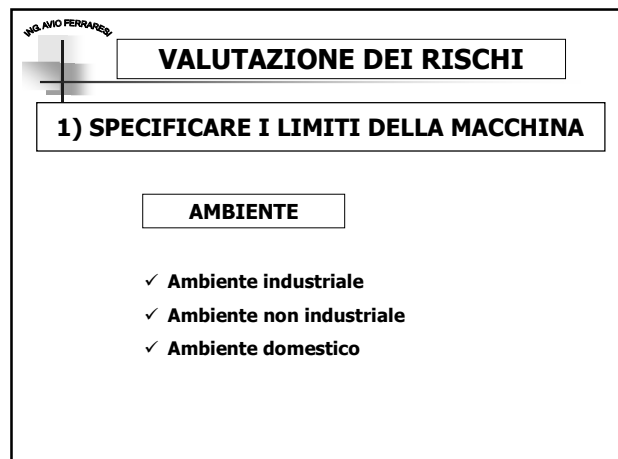 ING. AVIO FERRARESI
VALUTAZIONE DEI RISCHI
1) SPECIFICARE I LIMITI DELLA MACCHINA
AMBIENTE
✓ Ambiente industriale
✓ Ambiente non industriale
✓ Ambiente domestico